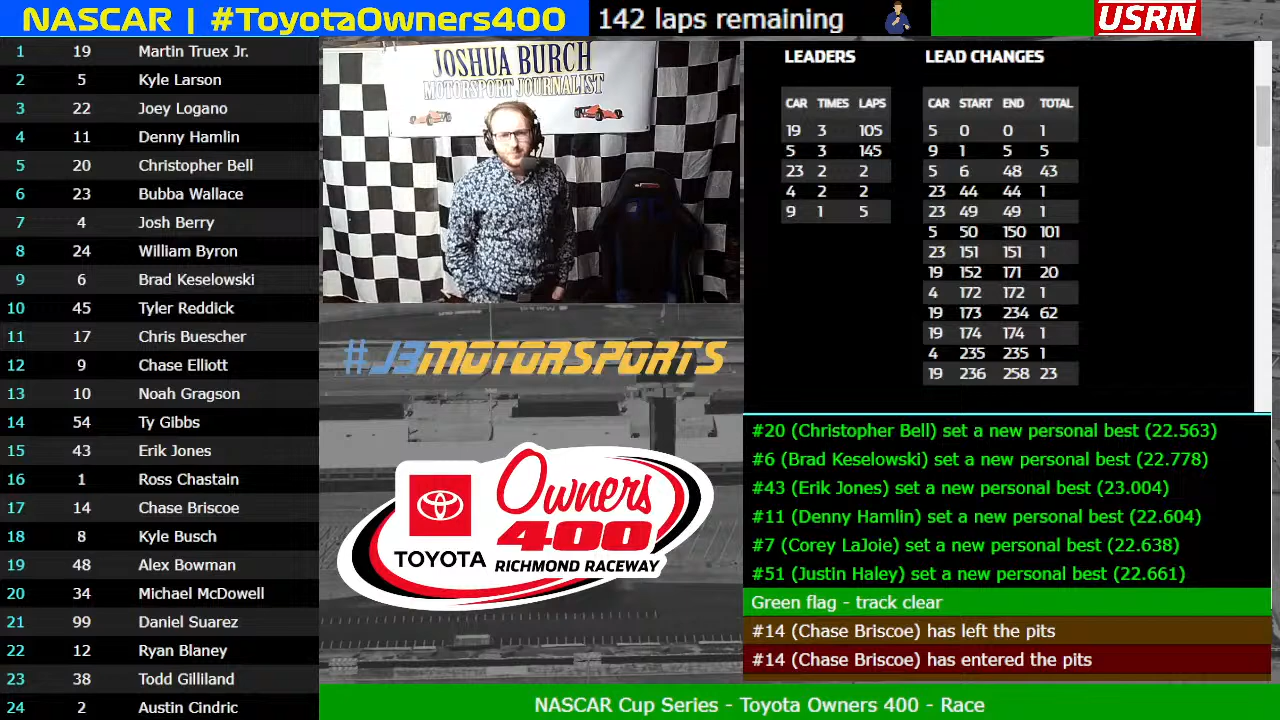 NASCAR | #ToyotaOwners400
142 laps remaining
USRN
1 19 Martin Truex Jr.
2 5 Kyle Larson
3 22 Joey Logano
4 11 Denny Hamlin
5 20 Christopher Bell
6 23 Bubba Wallace
7 4 Josh Berry
8 24 William Byron
9 6 Brad Keselowski
10 45 Tyler Reddick
11 17 Chris Buescher
12 9 Chase Elliott
13 10 Noah Gragson
14 54 Ty Gibbs
15 43 Erik Jones
16 1 Ross Chastain
17 14 Chase Briscoe
18 8 Kyle Busch
19 48 Alex Bowman
20 34 Michael McDowell
21 99 Daniel Suarez
22 12 Ryan Blaney
23 38 Todd Gilliland
24 2 Austin Cindric
JOSHUA BURCH
MOTORSPORT JOURNALIST
#JBMOTORSPORTS
Owners
400
TOYOTA
RICHMOND RACEWAY
LEADERS
CAR TIMES LAPS
19 3 105
5 3 145
23 2 2
4 2 2
9 1 5
LEAD CHANGES
CAR START END TOTAL
5 0 0 1
9 1 5 5
5 6 48 43
23 44 44 1
23 49 49 1
5 50 150 101
23 151 151 1
19 152 171 20
4 172 172 1
19 173 234 62
19 174 174 1
4 235 235 1
19 236 258 23
#20 (Christopher Bell) set a new personal best (22.563)
#6 (Brad Keselowski) set a new personal best (22.778)
#43 (Erik Jones) set a new personal best (23.004)
#11 (Denny Hamlin) set a new personal best (22.604)
#7 (Corey LaJoie) set a new personal best (22.638)
#51 (Justin Haley) set a new personal best (22.661)
Green flag - track clear
#14 (Chase Briscoe) has left the pits
#14 (Chase Briscoe) has entered the pits
NASCAR Cup Series - Toyota Owners 400 - Race